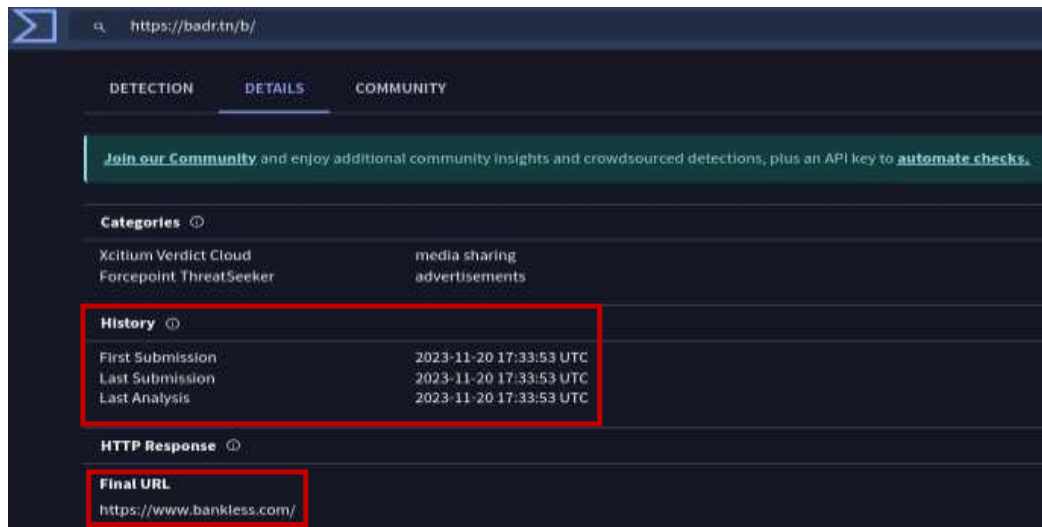 https://badr.tn/b/
DETECTION DETAILS COMMUNITY
Join our Community and enjoy additional community insights and crowdsourced detections, plus an API key to automate checks.
Categories
Xcitium Verdict Cloud media sharing
Forcepoint ThreatSeeker advertisements
History
First Submission 2023-11-20 17:33:53 UTC
Last Submission 2023-11-20 17:33:53 UTC
Last Analysis 2023-11-20 17:33:53 UTC
HTTP Response
Final URL
https://www.bankless.com/